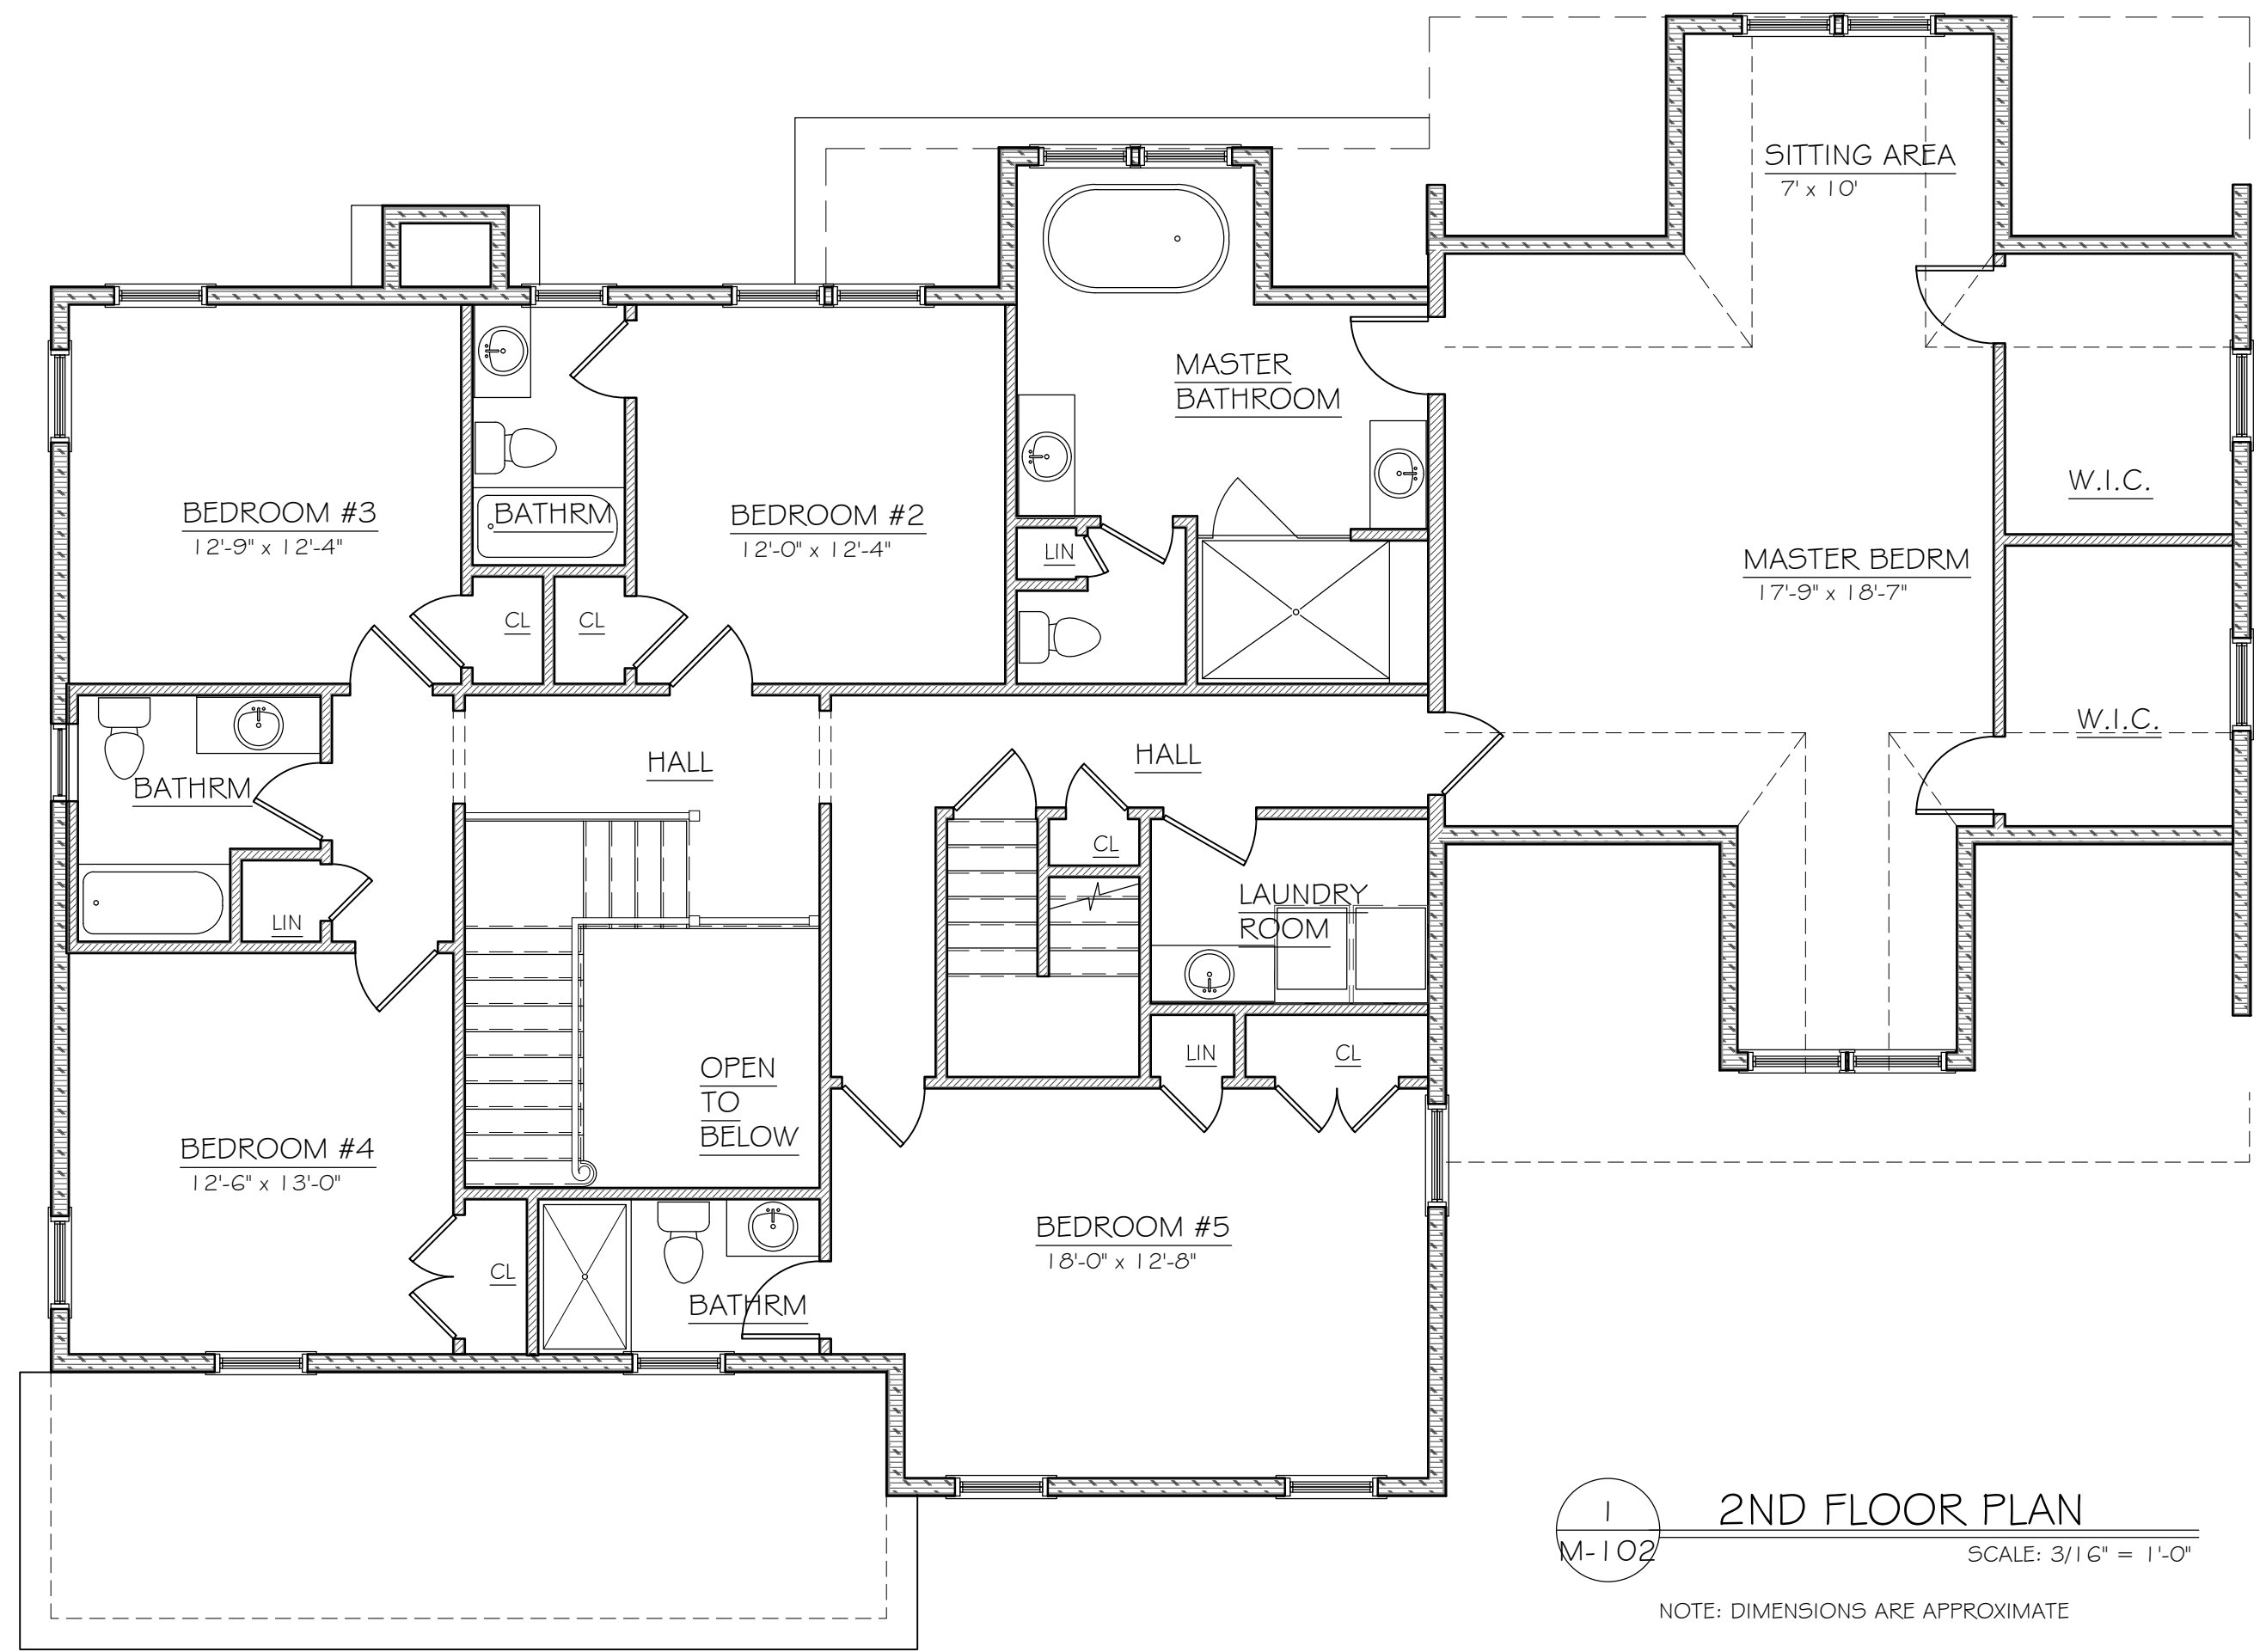 SITTING AREA
7' x 10'
MASTER
BATHROOM
W.I.C.
BEDROOM #3
12'-9" x 12'-4"
BATHRM
BEDROOM #2
12'-0" x 12'-4"
LIN
MASTER BEDRM
17'-9" x 18'-7"
CL
CL
W.I.C.
HALL
HALL
BATHRM
CL
LAUNDRY
ROOM
LIN
LIN
CL
OPEN
TO
BELOW
BEDROOM #4
12'-6" x 13'-0"
BEDROOM #5
18'-0" x 12'-8"
CL
BATHRM
1
M-102
2ND FLOOR PLAN
SCALE: 3/16" = 1'-0"
NOTE: DIMENSIONS ARE APPROXIMATE